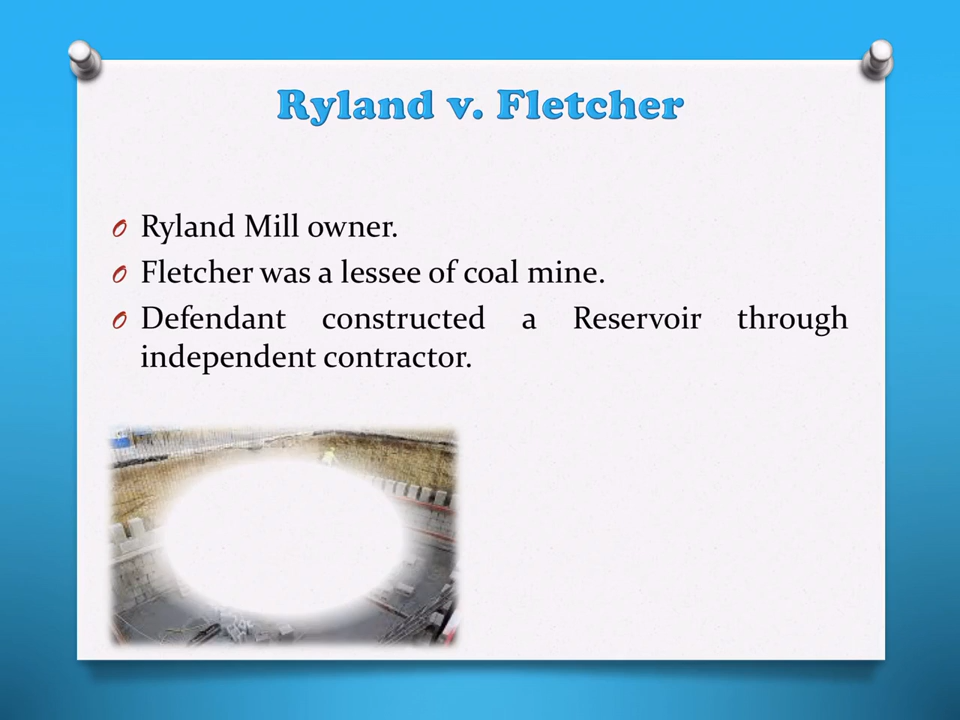 Ryland v. Fletcher
Ryland Mill owner.
Fletcher was a lessee of coal mine.
Defendant constructed a Reservoir through
independent contractor.